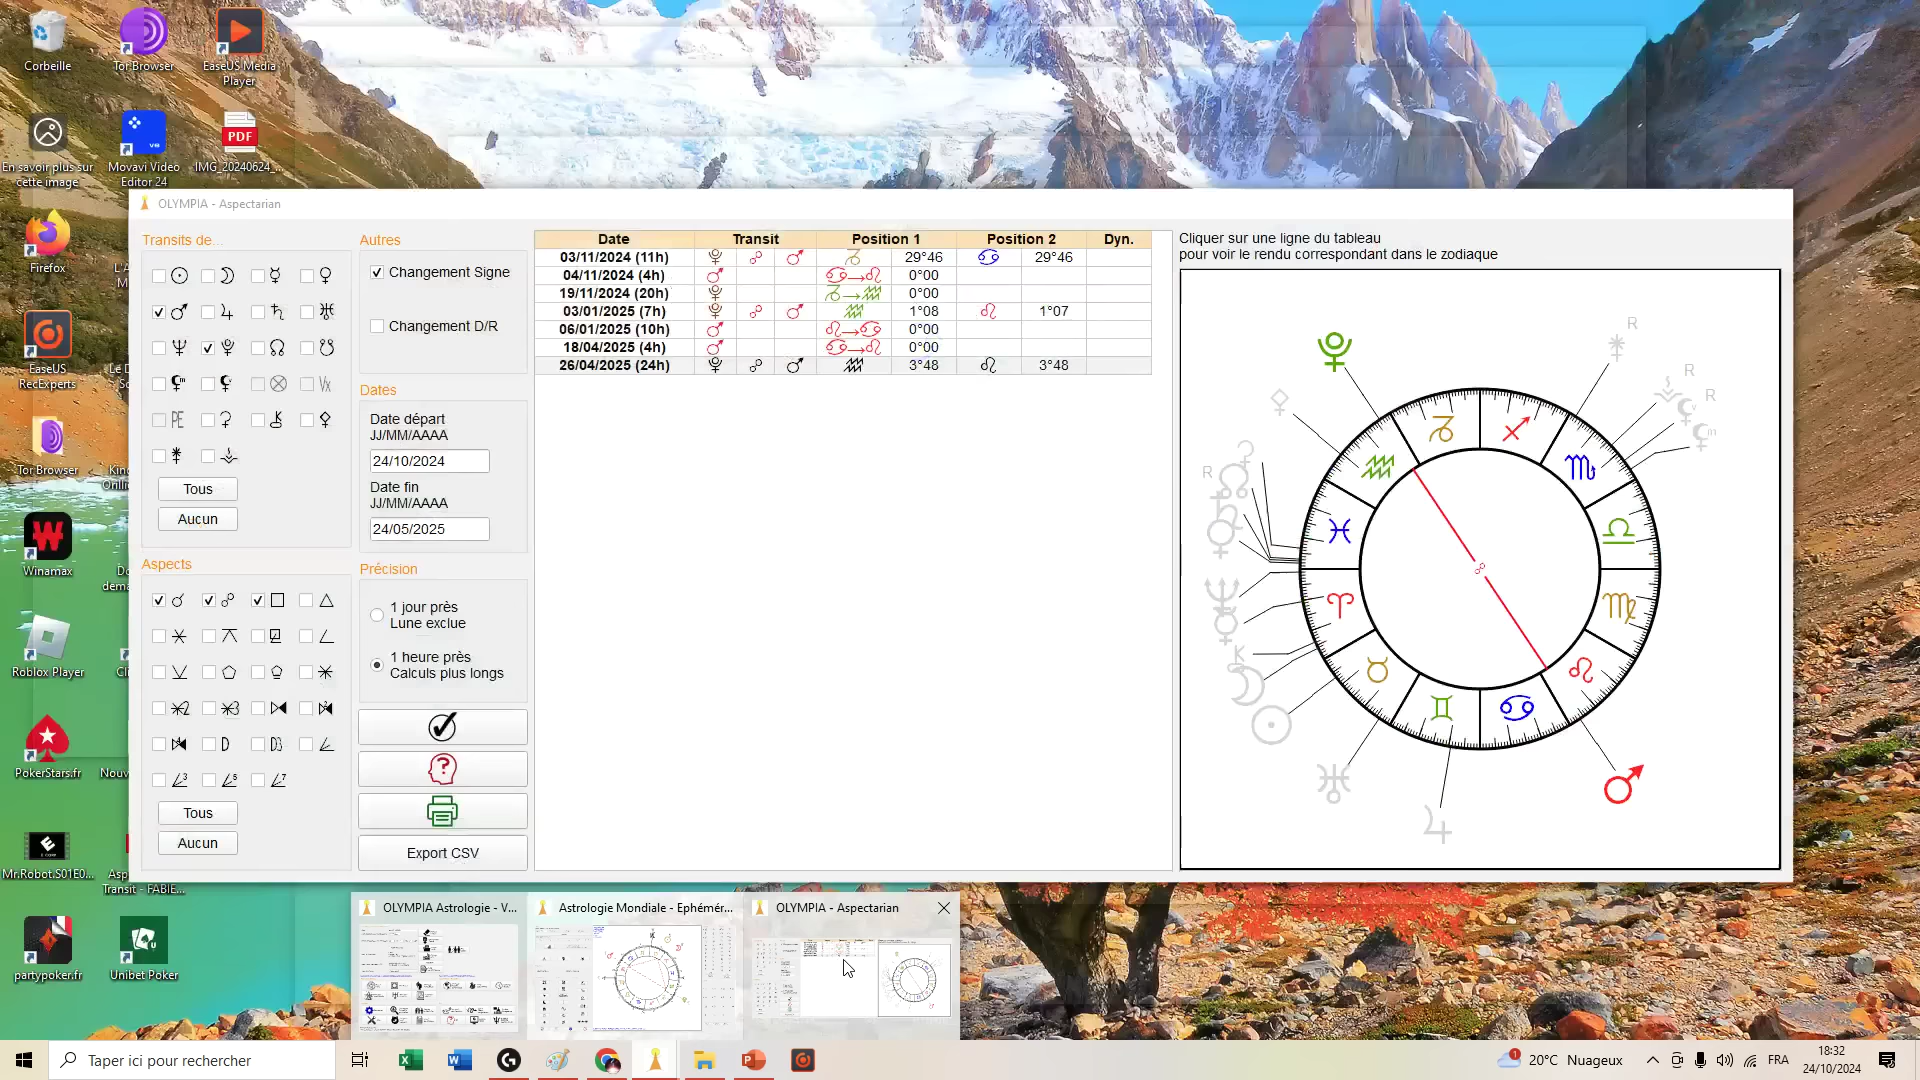 Corbeille
Tor Browser
EaseUS Media
Player
En savoir plus sur
cette image
Movavi Video
Editor 24
PDF
IMG_20240624_...
Firefox
EaseUS
RecExperts
Tor Browser
Winamax
Roblox Player
PokerStars.fr
Mr.Robot.S01E0...
Transit - FABIE...
partypoker.fr
Unibet Poker
OLYMPIA - Aspectarian
Transits de...
Tous
Aucun
Aspects
Tous
Aucun
Autres
Changement Signe
Changement D/R
Dates
Date départ
JJ/MM/AAAA
24/10/2024
Date fin
JJ/MM/AAAA
24/05/2025
Précision
1 jour près
Lune exclue
1 heure près
Calculs plus longs
Export CSV
Date Transit Position 1 Position 2 Dyn.
03/11/2024 (11h) 29°46 29°46
04/11/2024 (4h) 0°00
19/11/2024 (20h) 0°00
03/01/2025 (7h) 1°08 1°07
06/01/2025 (10h) 0°00
18/04/2025 (4h) 0°00
26/04/2025 (24h) 3°48 3°48
Cliquer sur une ligne du tableau
pour voir le rendu correspondant dans le zodiaque
R
R
R
R
OLYMPIA Astrologie - V...
Astrologie Mondiale - Ephémér...
OLYMPIA - Aspectarian
Taper ici pour rechercher
20°C Nuageux
FRA
18:32
24/10/2024